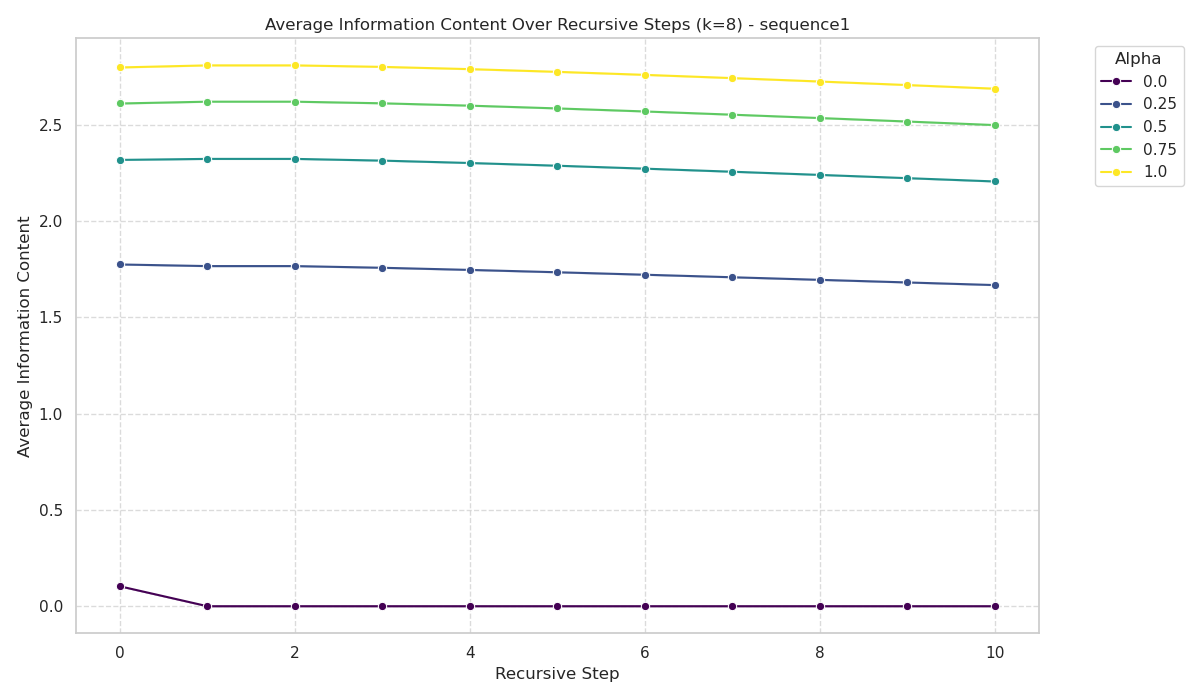 Average Information Content Over Recursive Steps (k=8) - sequence1
Alpha
0.0
0.25
0.5
0.75
1.0
Average Information Content
2.5
2.0
1.5
1.0
0.5
0.0
0 2 4 6 8 10
Recursive Step